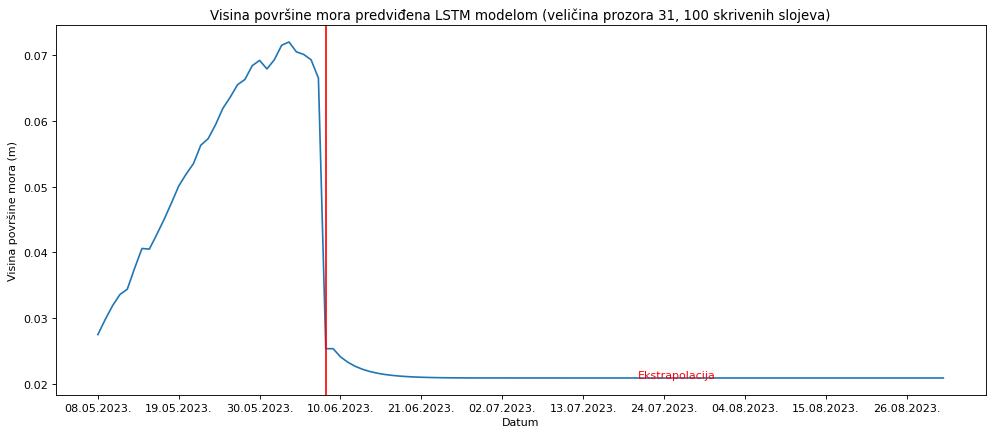 Visina površine mora predviđena LSTM modelom (veličina prozora 31, 100 skrivenih slojeva)
Visina površine mora (m)
0.07
0.06
0.05
0.04
0.03
0.02
Ekstrapolacija
08.05.2023. 19.05.2023. 30.05.2023. 10.06.2023. 21.06.2023. 02.07.2023. 13.07.2023. 24.07.2023. 04.08.2023. 15.08.2023. 26.08.2023.
Datum